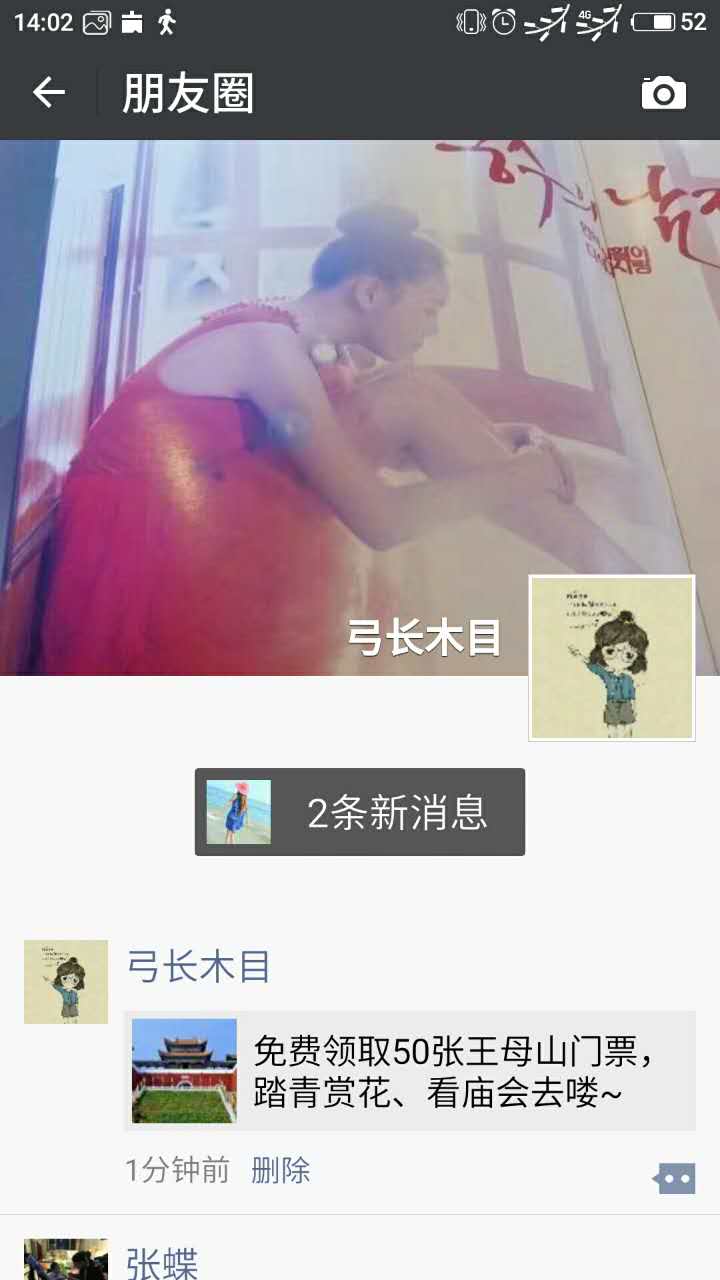 14:02
4G
52
朋友圈
弓长木目
2条新消息
弓长木目
免费领取50张王母山门票，
踏青赏花、看庙会去喽~
1分钟前 删除
张蝶